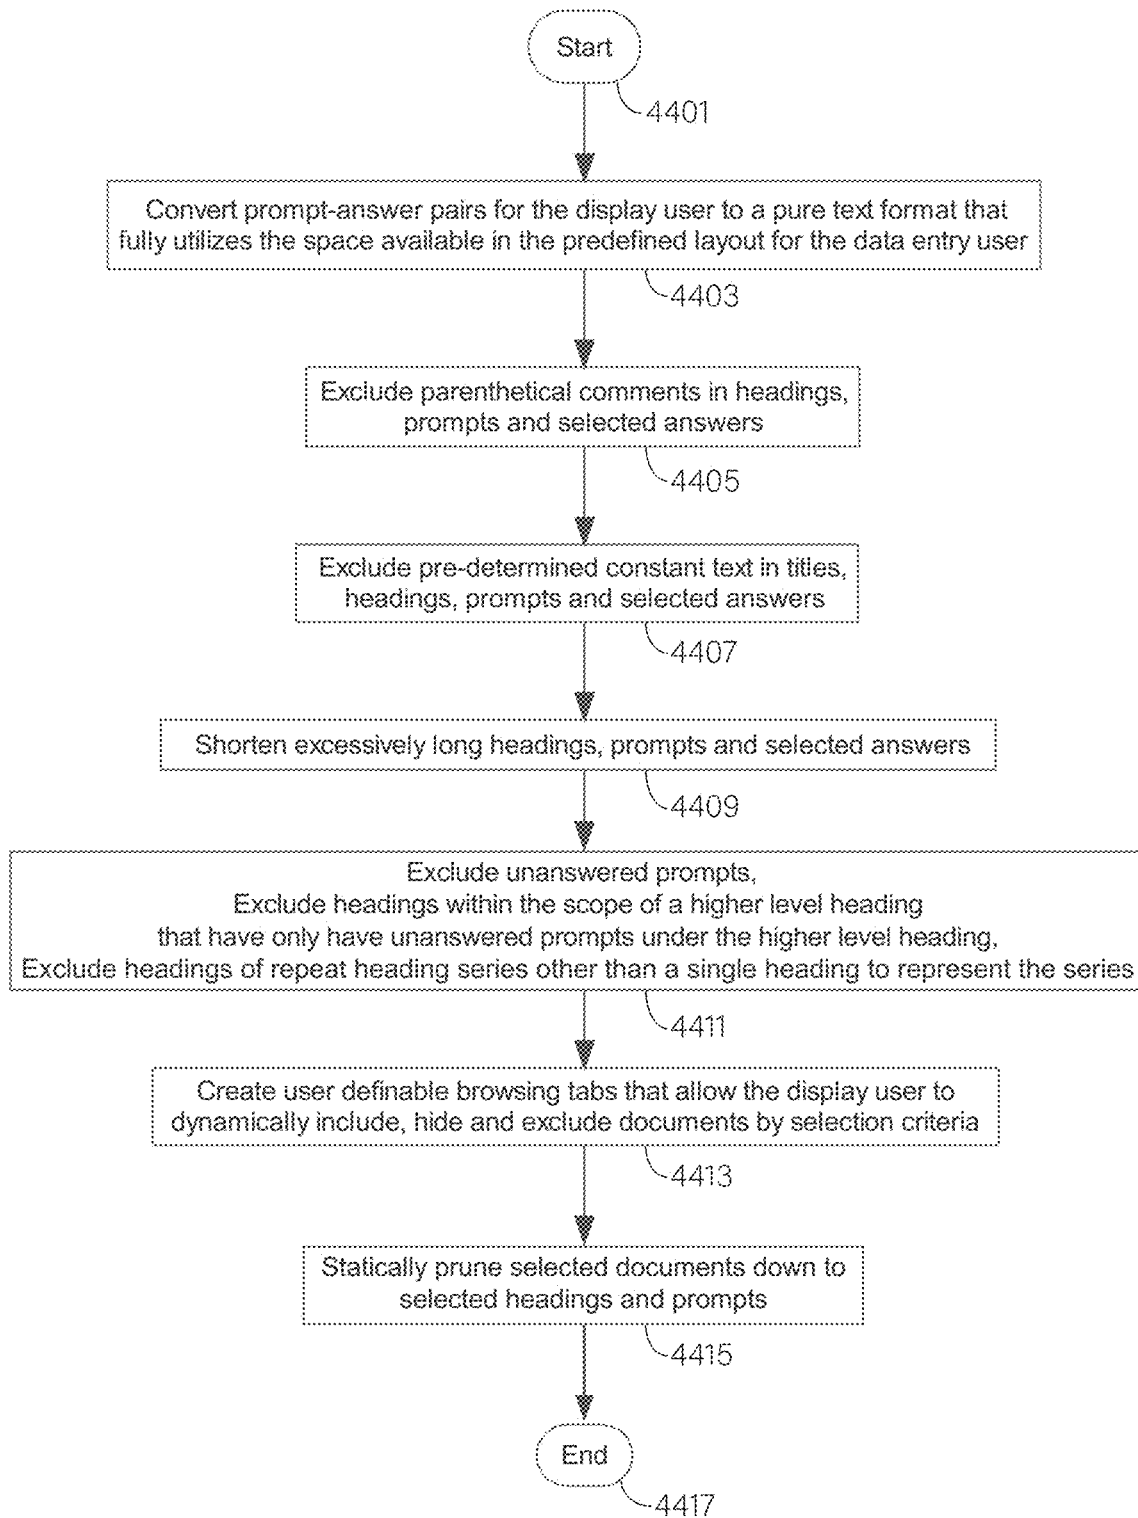 Start
4401
Convert prompt-answer pairs for the display user to a pure text format that
fully utilizes the space available in the predefined layout for the data entry user
4403
Exclude parenthetical comments in headings,
prompts and selected answers
4405
Exclude pre-determined constant text in titles,
headings, prompts and selected answers
4407
Shorten excessively long headings, prompts and selected answers
4409
Exclude unanswered prompts,
Exclude headings within the scope of a higher level heading
that have only have unanswered prompts under the higher level heading,
Exclude headings of repeat heading series other than a single heading to represent the series
4411
Create user definable browsing tabs that allow the display user to
dynamically include, hide and exclude documents by selection criteria
4413
Statically prune selected documents down to
selected headings and prompts
4415
End
4417